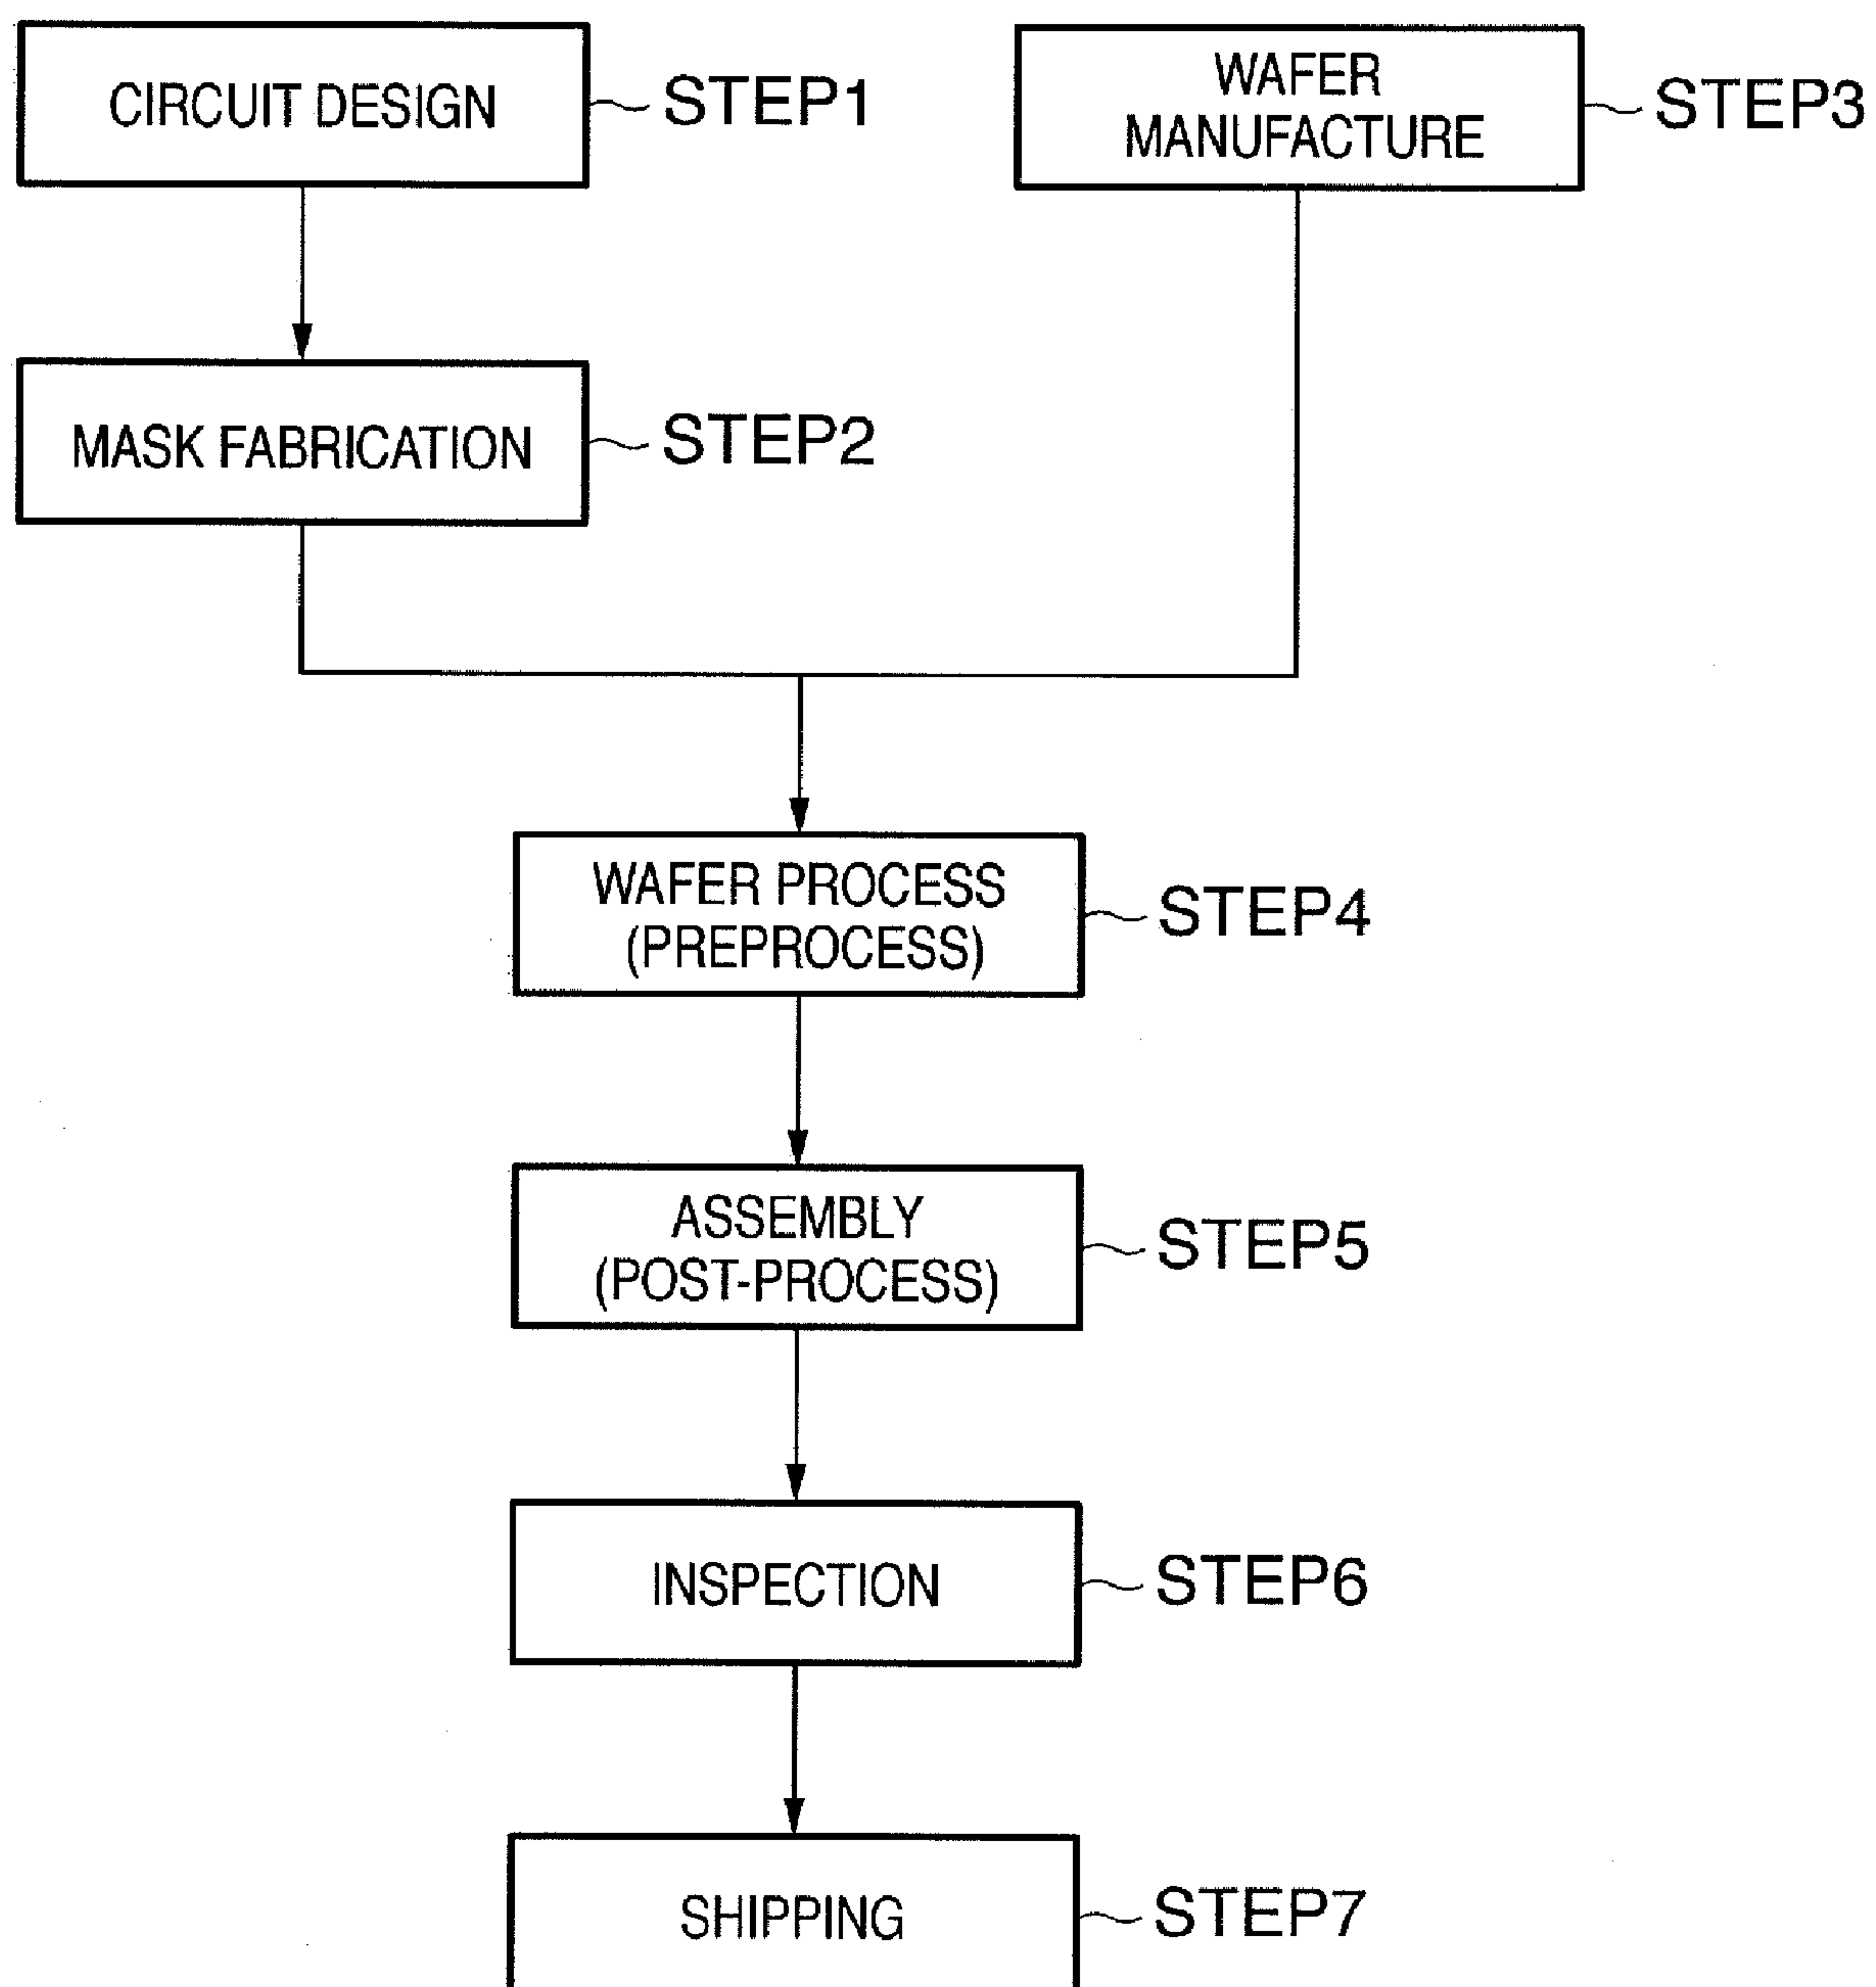 CIRCUIT DESIGN
STEP1
WAFER
MANUFACTURE
STEP3
MASK FABRICATION
STEP2
WAFER PROCESS
(PREPROCESS)
STEP4
ASSEMBLY
(POST-PROCESS)
STEP5
INSPECTION
STEP6
SHIPPING
STEP7